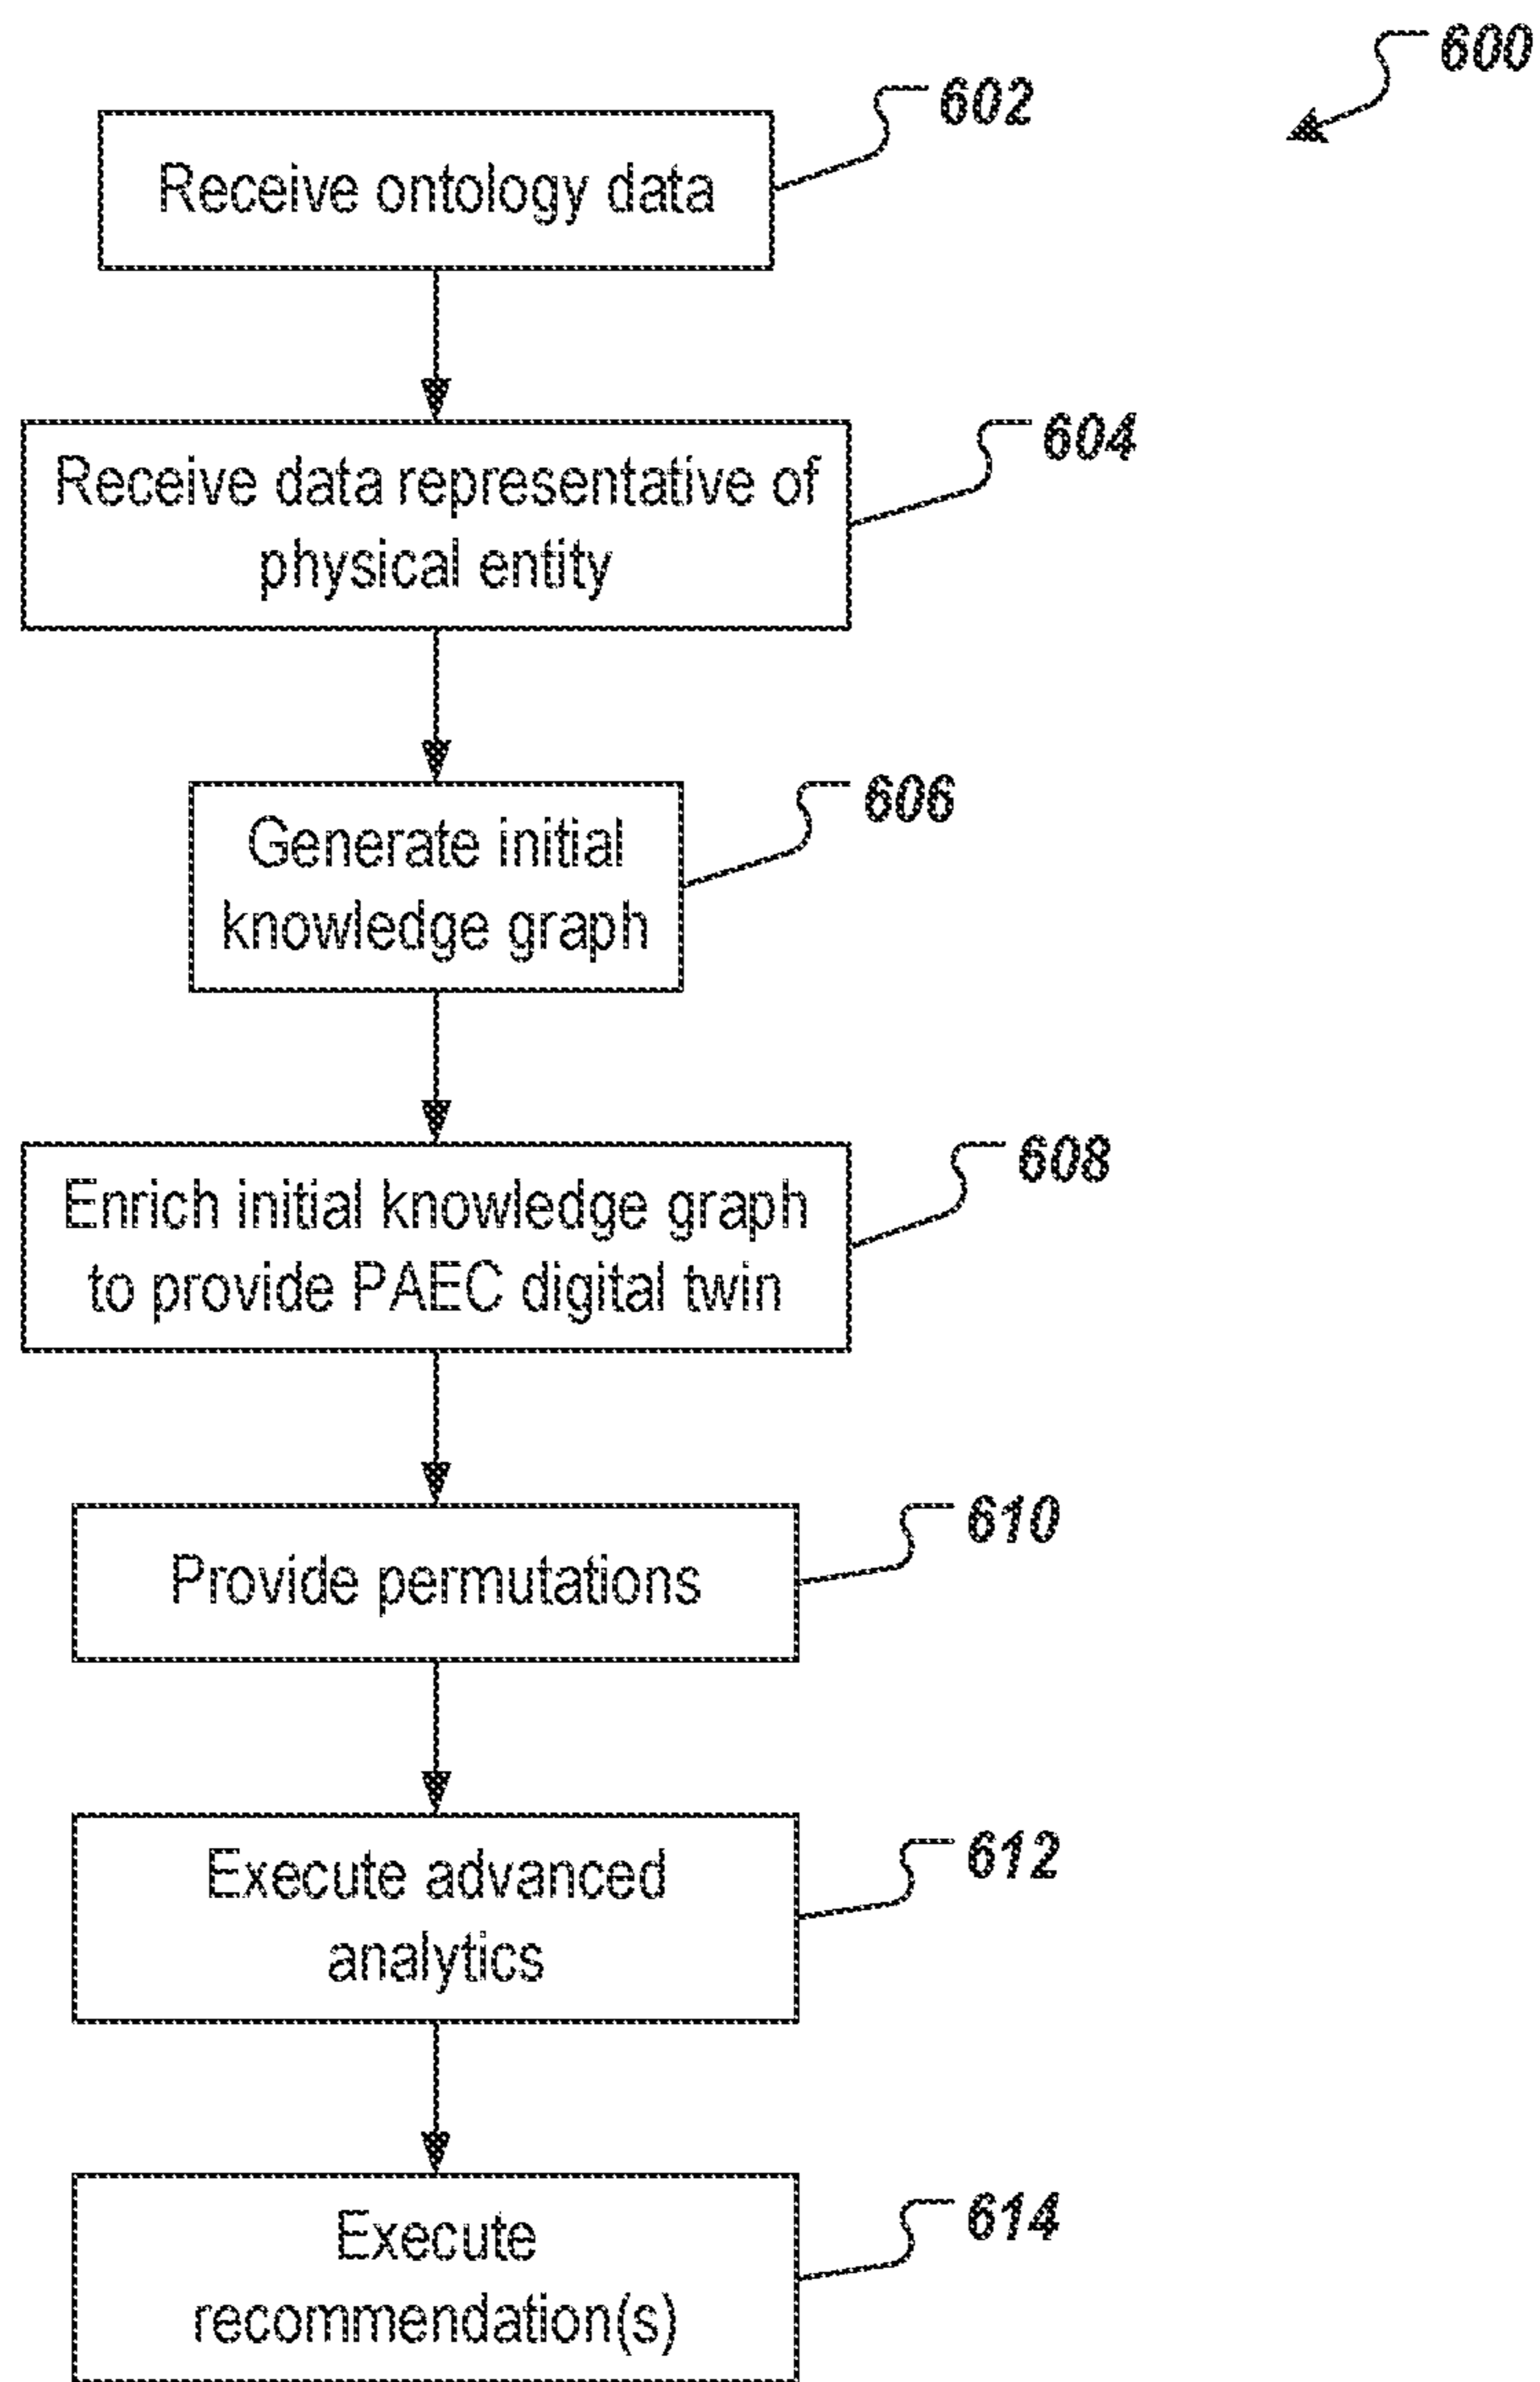 600
602
Receive ontology data
604
Receive data representative of
physical entity
606
Generate initial
knowledge graph
608
Enrich initial knowledge graph
to provide PAEC digital twin
610
Provide permutations
612
Execute advanced
analytics
614
Execute
recommendation(s)